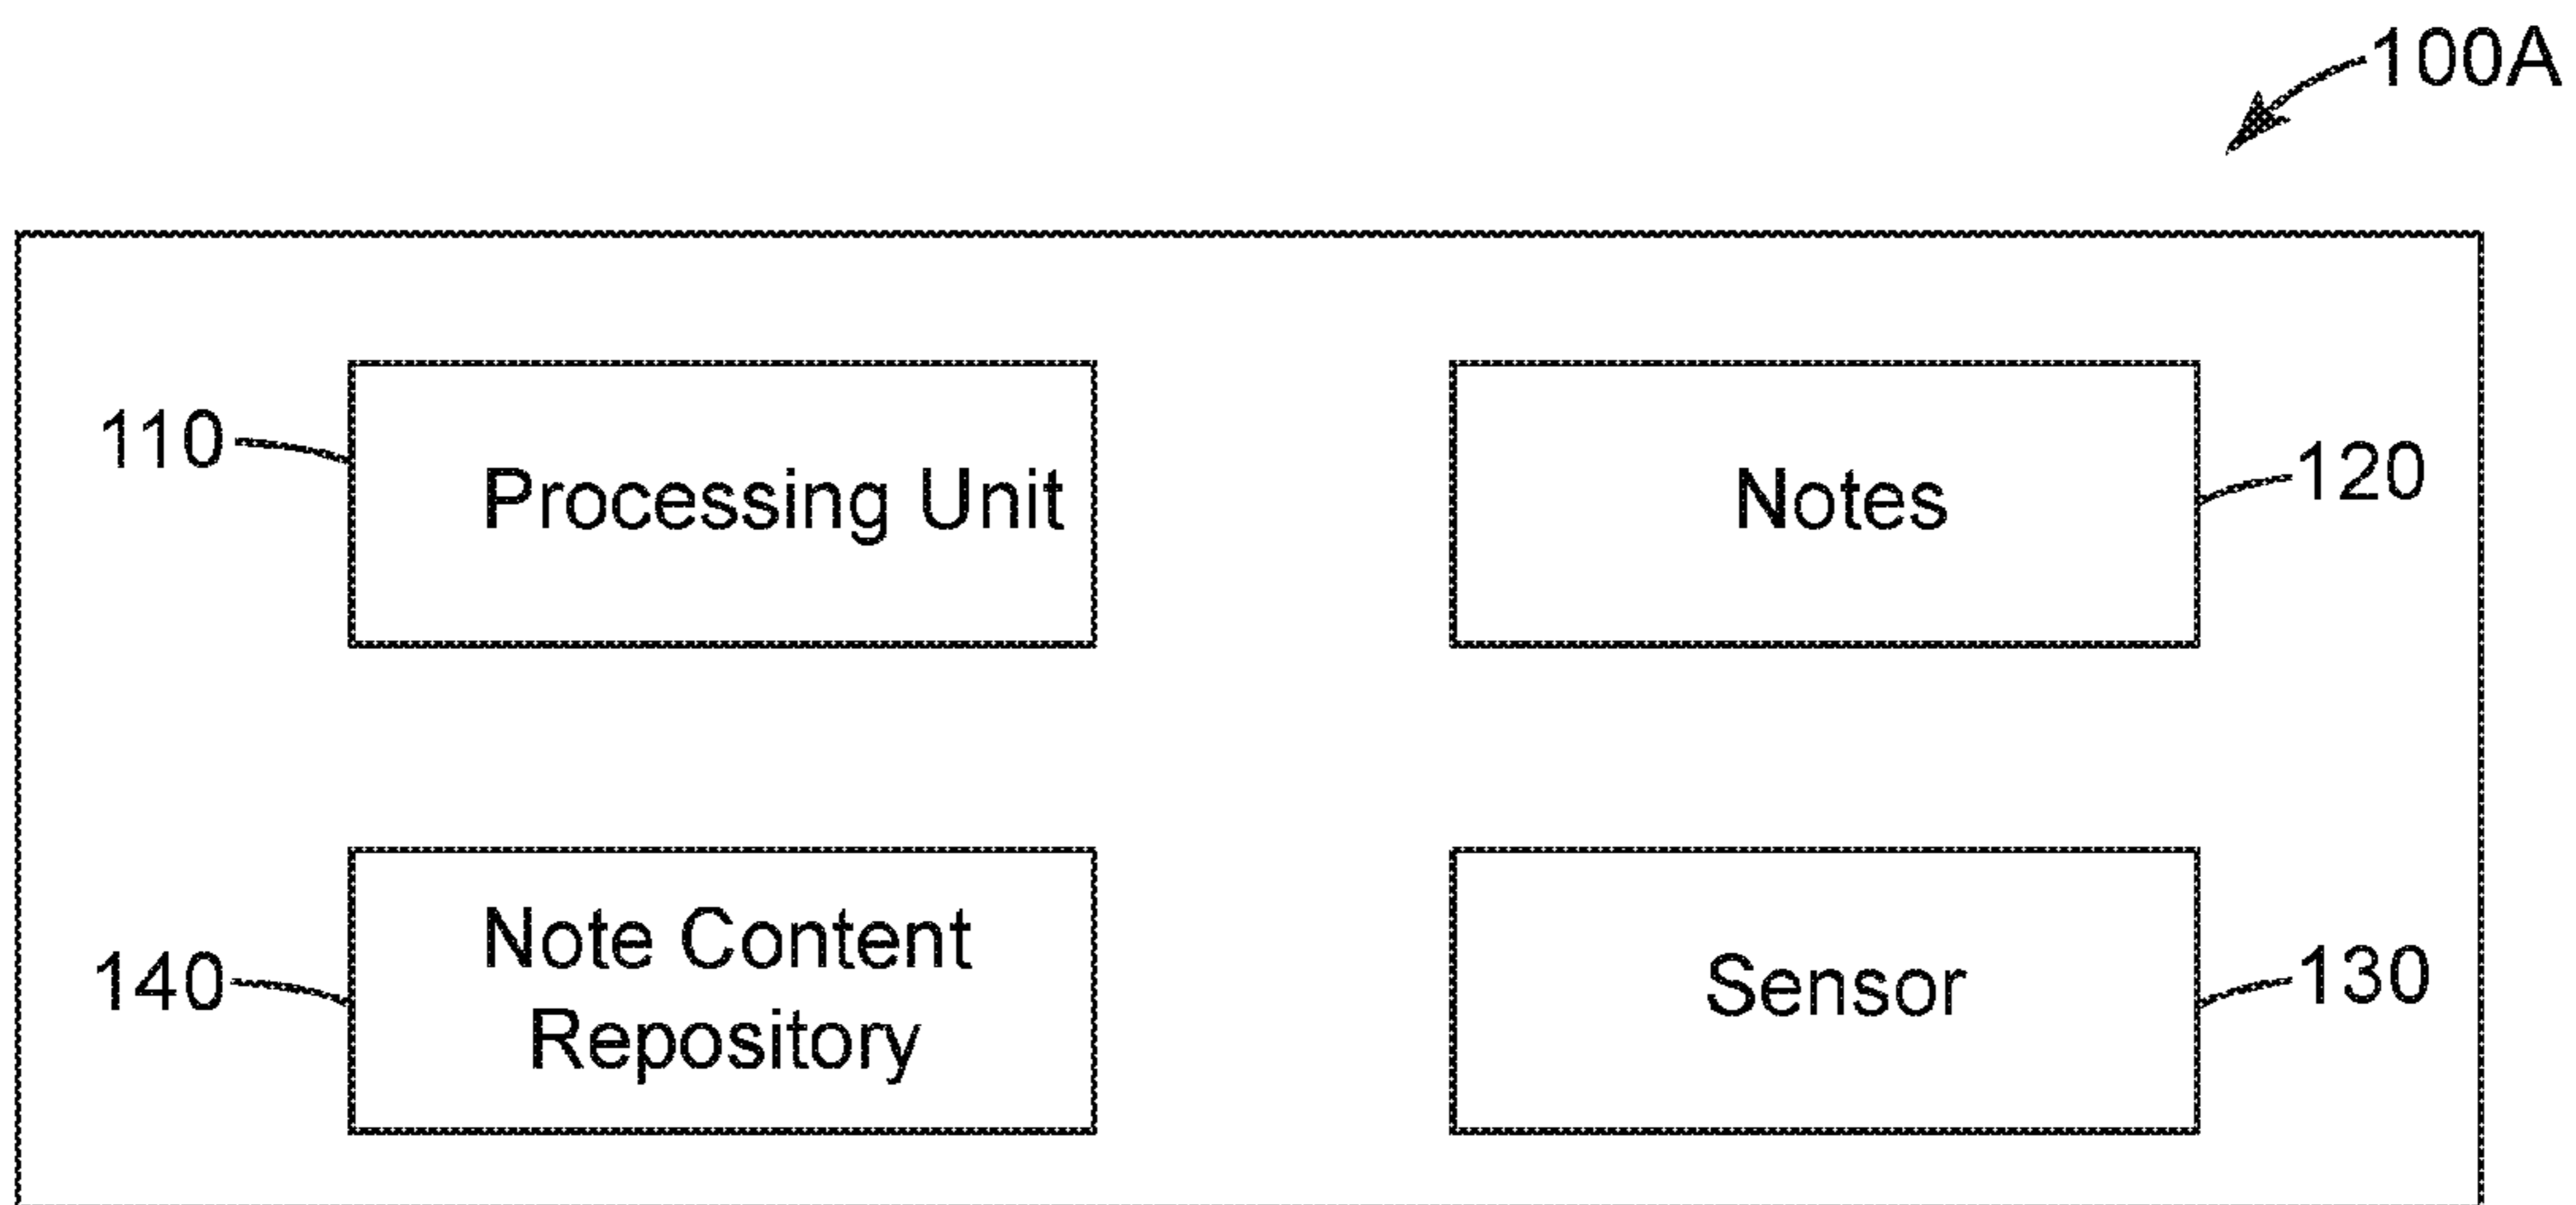 100A
110
Processing Unit
Notes
120
140
Note Content
Repository
Sensor
130